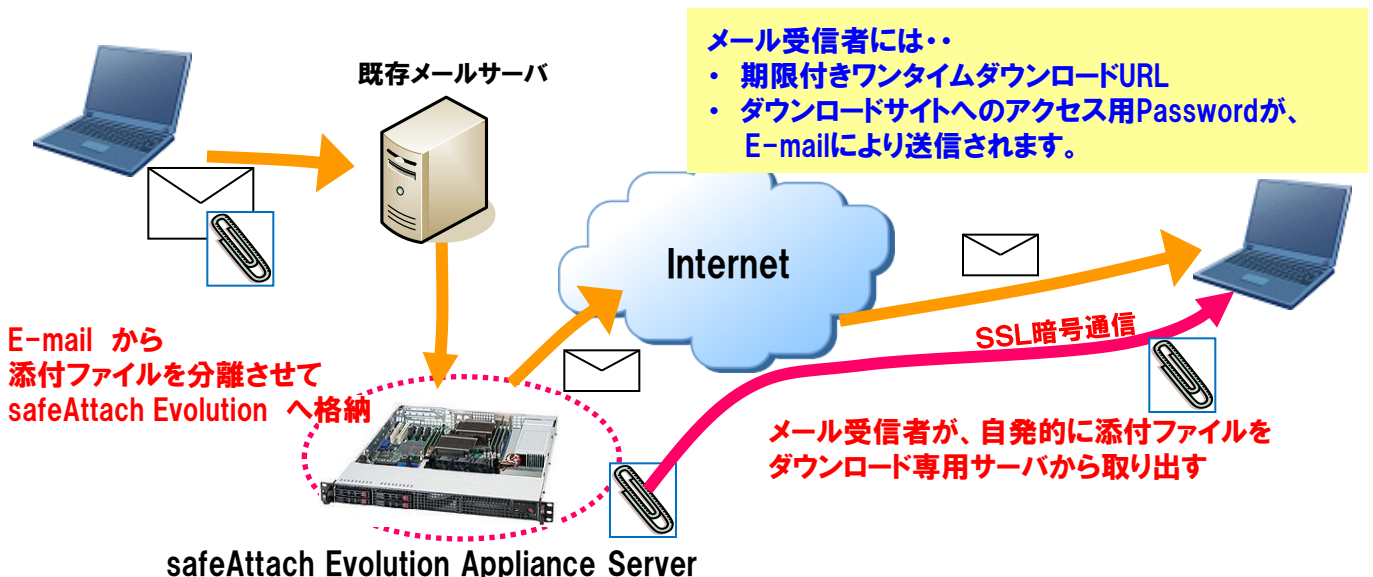 既存メールサーバ
メール受信者には・・
・ 期限付きワンタイムダウンロードURL
・ ダウンロードサイトへのアクセス用Passwordが、
E-mailにより送信されます。
Internet
SSL暗号通信
E-mail から
添付ファイルを分離させて
safeAttach Evolution へ格納
メール受信者が、自発的に添付ファイルを
ダウンロード専用サーバから取り出す
safeAttach Evolution Appliance Server